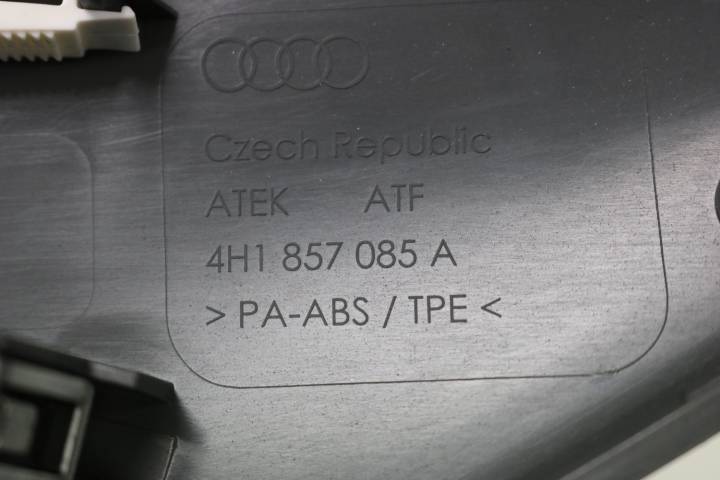 Czech Republic
ATEK ATF
4H1 857 085 A
> PA-ABS / TPE <